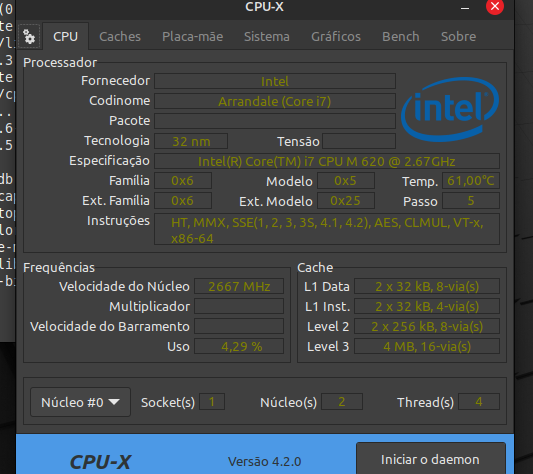 CPU-X
CPU Caches Placa-mãe Sistema Gráficos Bench Sobre
Processador
Fornecedor Intel
Codinome Arrandale (Core i7)
intel
Pacote
Tecnologia 32 nm Tensão
Especificação Intel(R) Core(TM) i7 CPU M 620 @ 2.67GHz
Família 0x6 Modelo 0x5 Temp. 61,00°C
Ext. Família 0x6 Ext. Modelo 0x25 Passo 5
Instruções HT, MMX, SSE(1, 2, 3, 3S, 4.1, 4.2), AES, CLMUL, VT-x,
x86-64
Frequências
Velocidade do Núcleo 2667 MHz
Multiplicador
Velocidade do Barramento
Uso 4,29 %
Cache
L1 Data 2 x 32 kB, 8-via(s)
L1 Inst. 2 x 32 kB, 4-via(s)
Level 2 2 x 256 kB, 8-via(s)
Level 3 4 MB, 16-via(s)
Núcleo #0 Socket(s) 1 Núcleo(s) 2 Thread(s) 4
CPU-X Versão 4.2.0 Iniciar o daemon